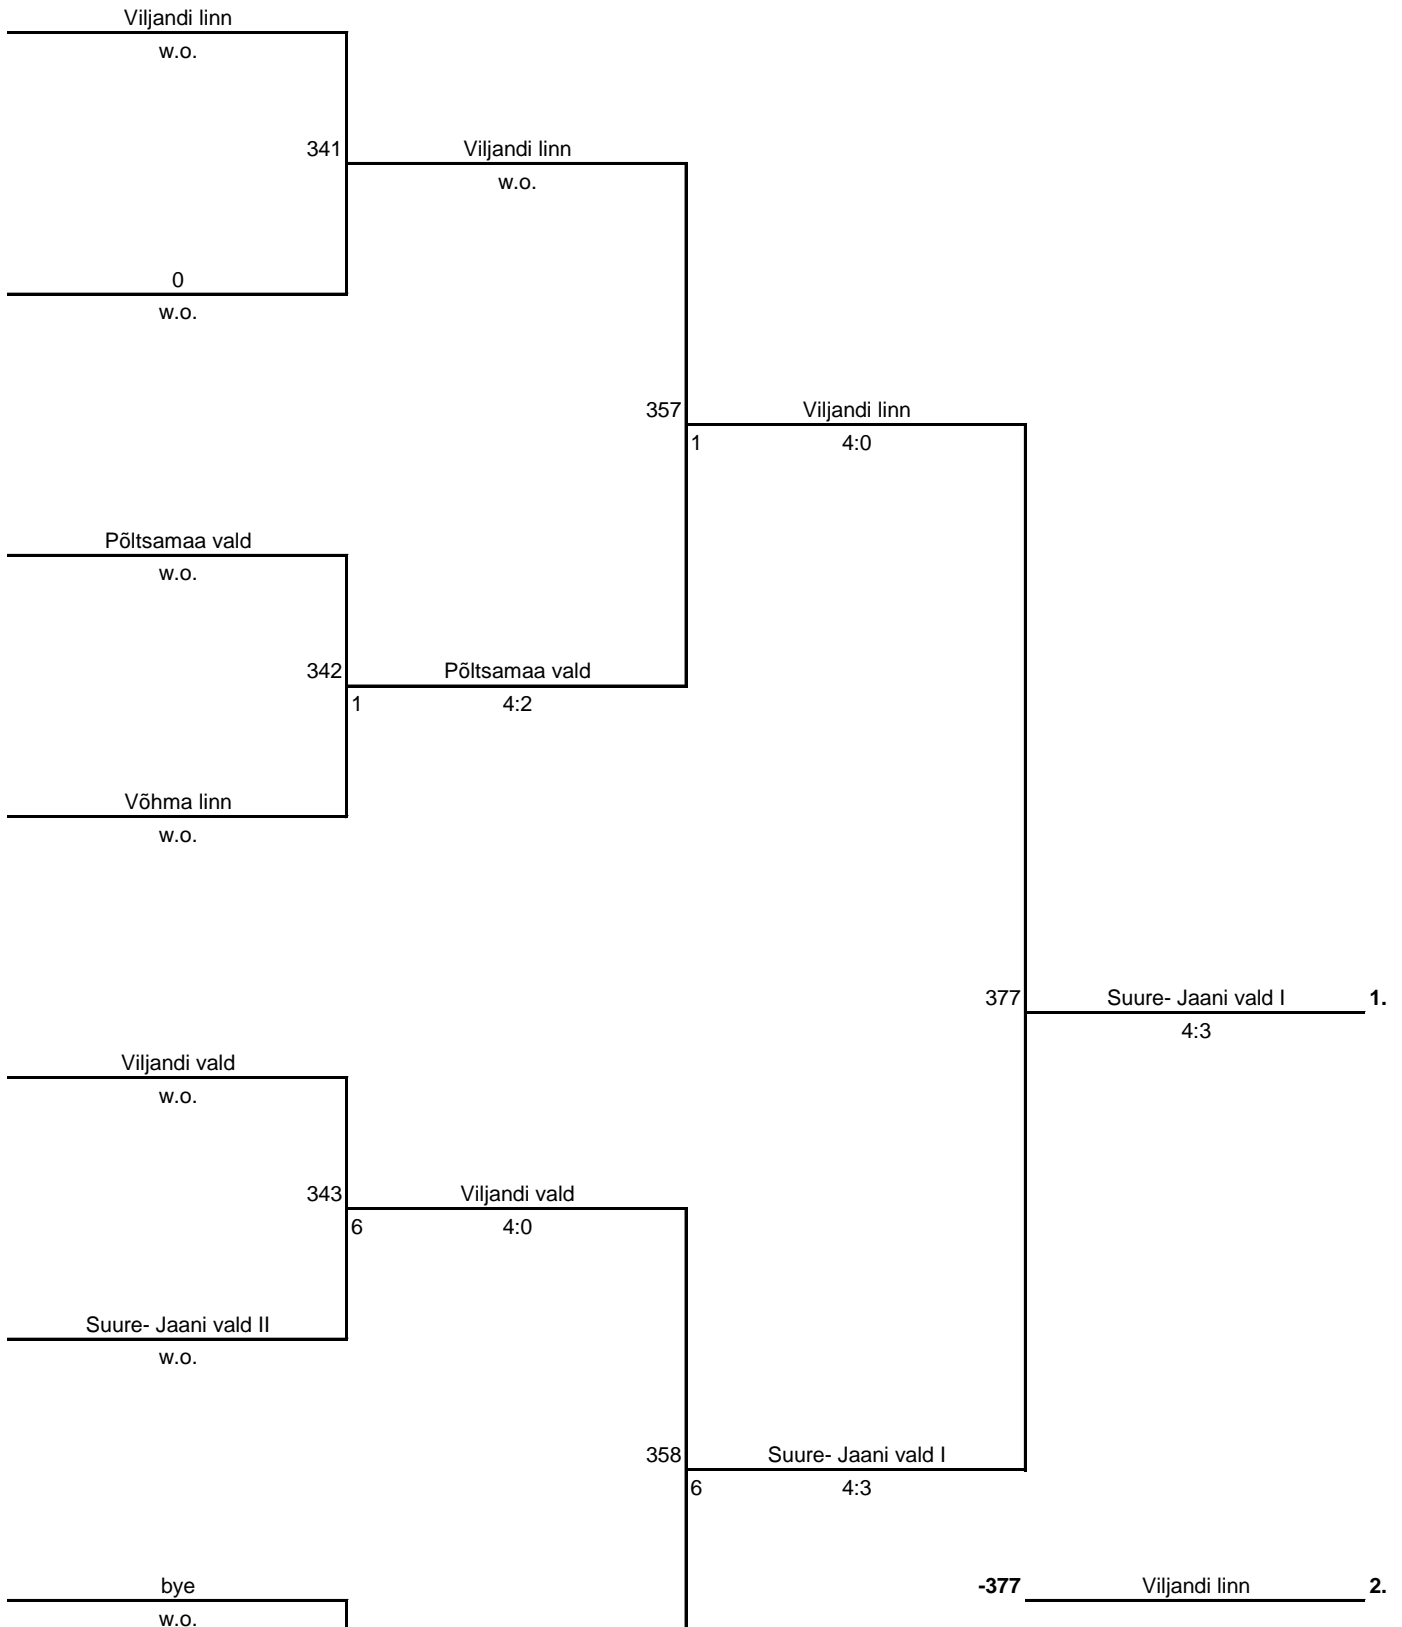 Viljandi linn
w.o.
341 Viljandi linn
w.o.
0
w.o.
357 Viljandi linn
1 4:0
Põltsamaa vald
w.o.
342 Põltsamaa vald
1 4:2
Võhma linn
w.o.
377 Suure- Jaani vald I 1.
4:3
Viljandi vald
w.o.
343 Viljandi vald
6 4:0
Suure- Jaani vald II
w.o.
358 Suure- Jaani vald I
6 4:3
bye -377 Viljandi linn 2.
w.o.